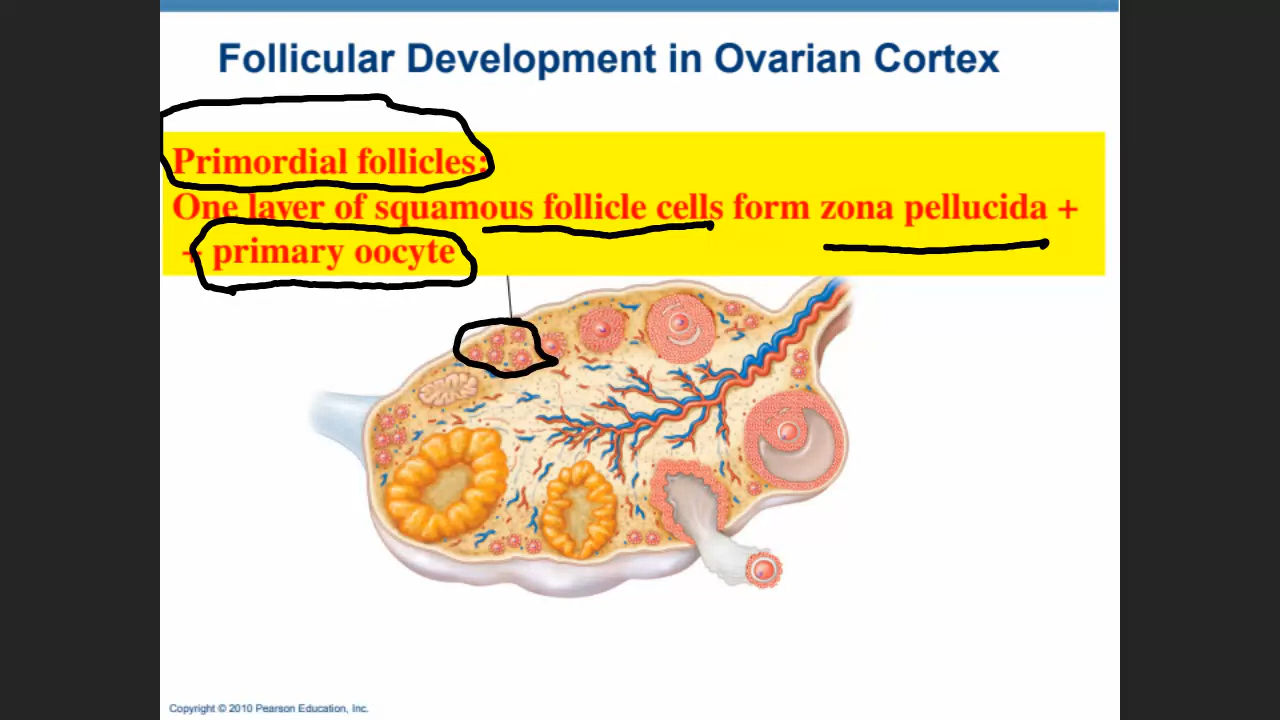 Follicular Development in Ovarian Cortex
Primordial follicles:
One layer of squamous follicle cells form zona pellucida +
+ primary oocyte
Copyright © 2010 Pearson Education, Inc.